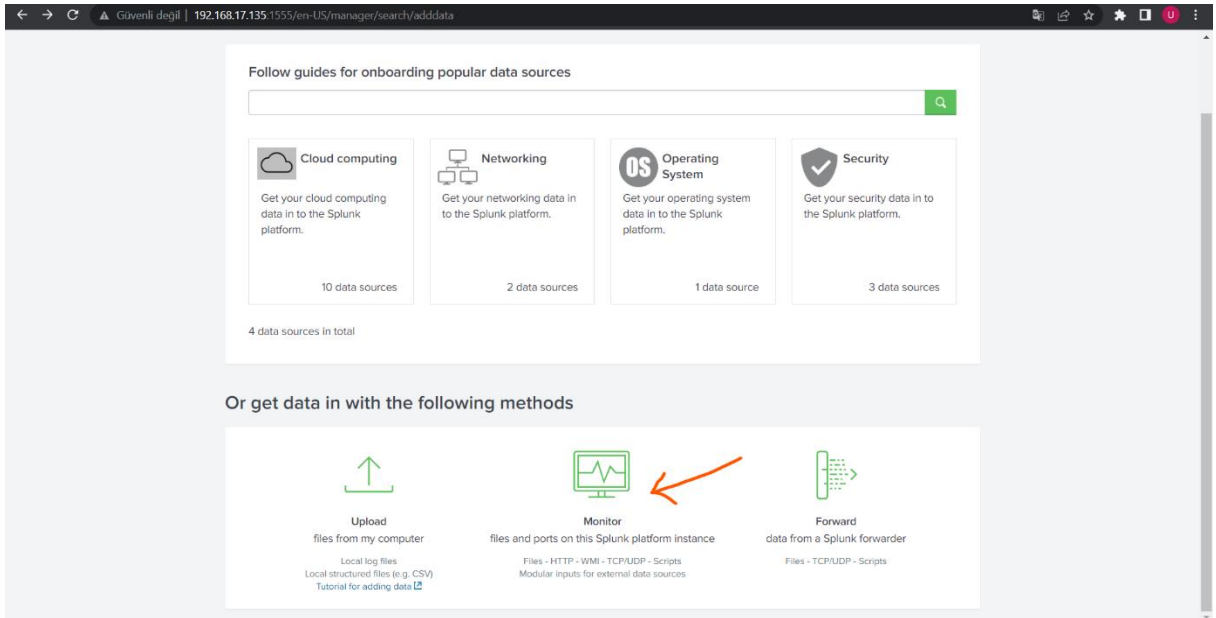 Güvenli değil | 192.168.17.135:1555/en-US/manager/search/adddata
U
Follow guides for onboarding popular data sources
Cloud computing
Get your cloud computing
data in to the Splunk
platform.
10 data sources
Networking
Get your networking data in
to the Splunk platform.
2 data sources
OS
Operating
System
Get your operating system
data in to the Splunk
platform.
1 data source
Security
Get your security data in to
the Splunk platform.
3 data sources
4 data sources in total
Or get data in with the following methods
Upload
files from my computer
Local log files
Local structured files (e.g. CSV)
Tutorial for adding data
Monitor
files and ports on this Splunk platform instance
Files - HTTP - WMI - TCP/UDP - Scripts
Modular inputs for external data sources
Forward
data from a Splunk forwarder
Files - TCP/UDP - Scripts